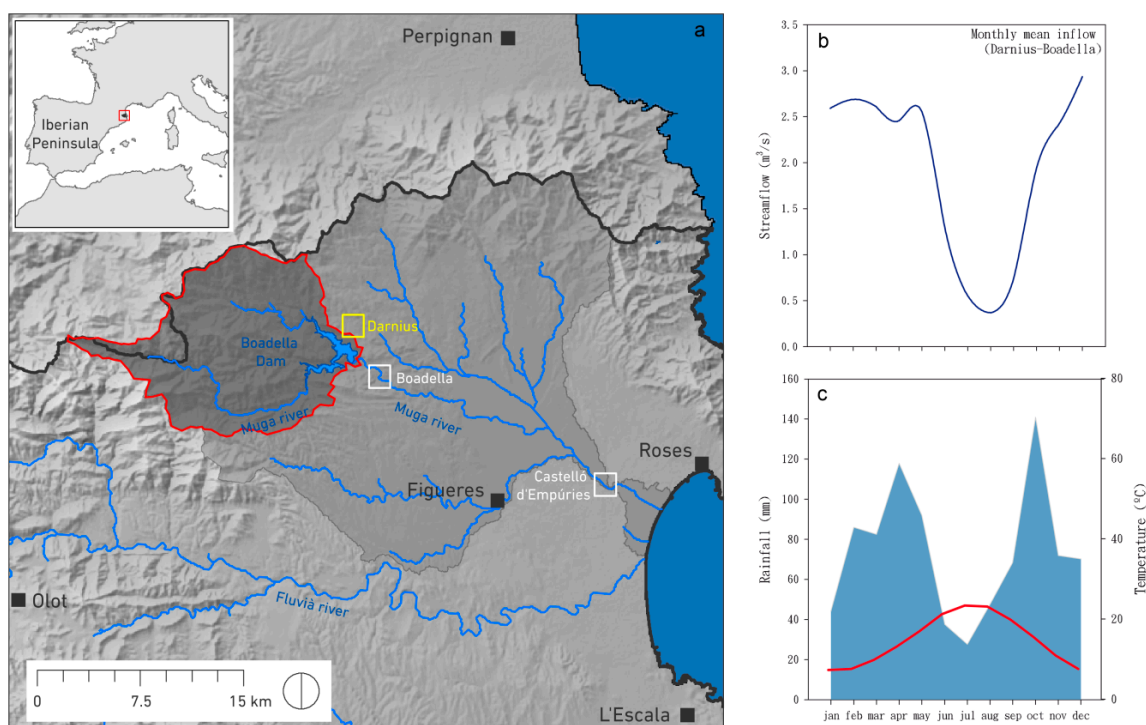 a
Perpignan
Iberian
Peninsula
Darnius
Boadella
Dam
Boadella
Muga river
Muga river
Roses
Castelló
d'Empúries
Figueres
Olot
Fluvià river
0 7.5 15 km
L'Escala
b
Monthly mean inflow
(Darnius-Boadella)
3.5
3.0
2.5
2.0
1.5
1.0
0.5
0.0
Streamflow (m³/s)
c
160
140
120
100
80
60
40
20
0
Rainfall (mm)
80
60
40
20
0
Temperature (ºC)
jan feb mar apr may jun jul aug sep oct nov dec